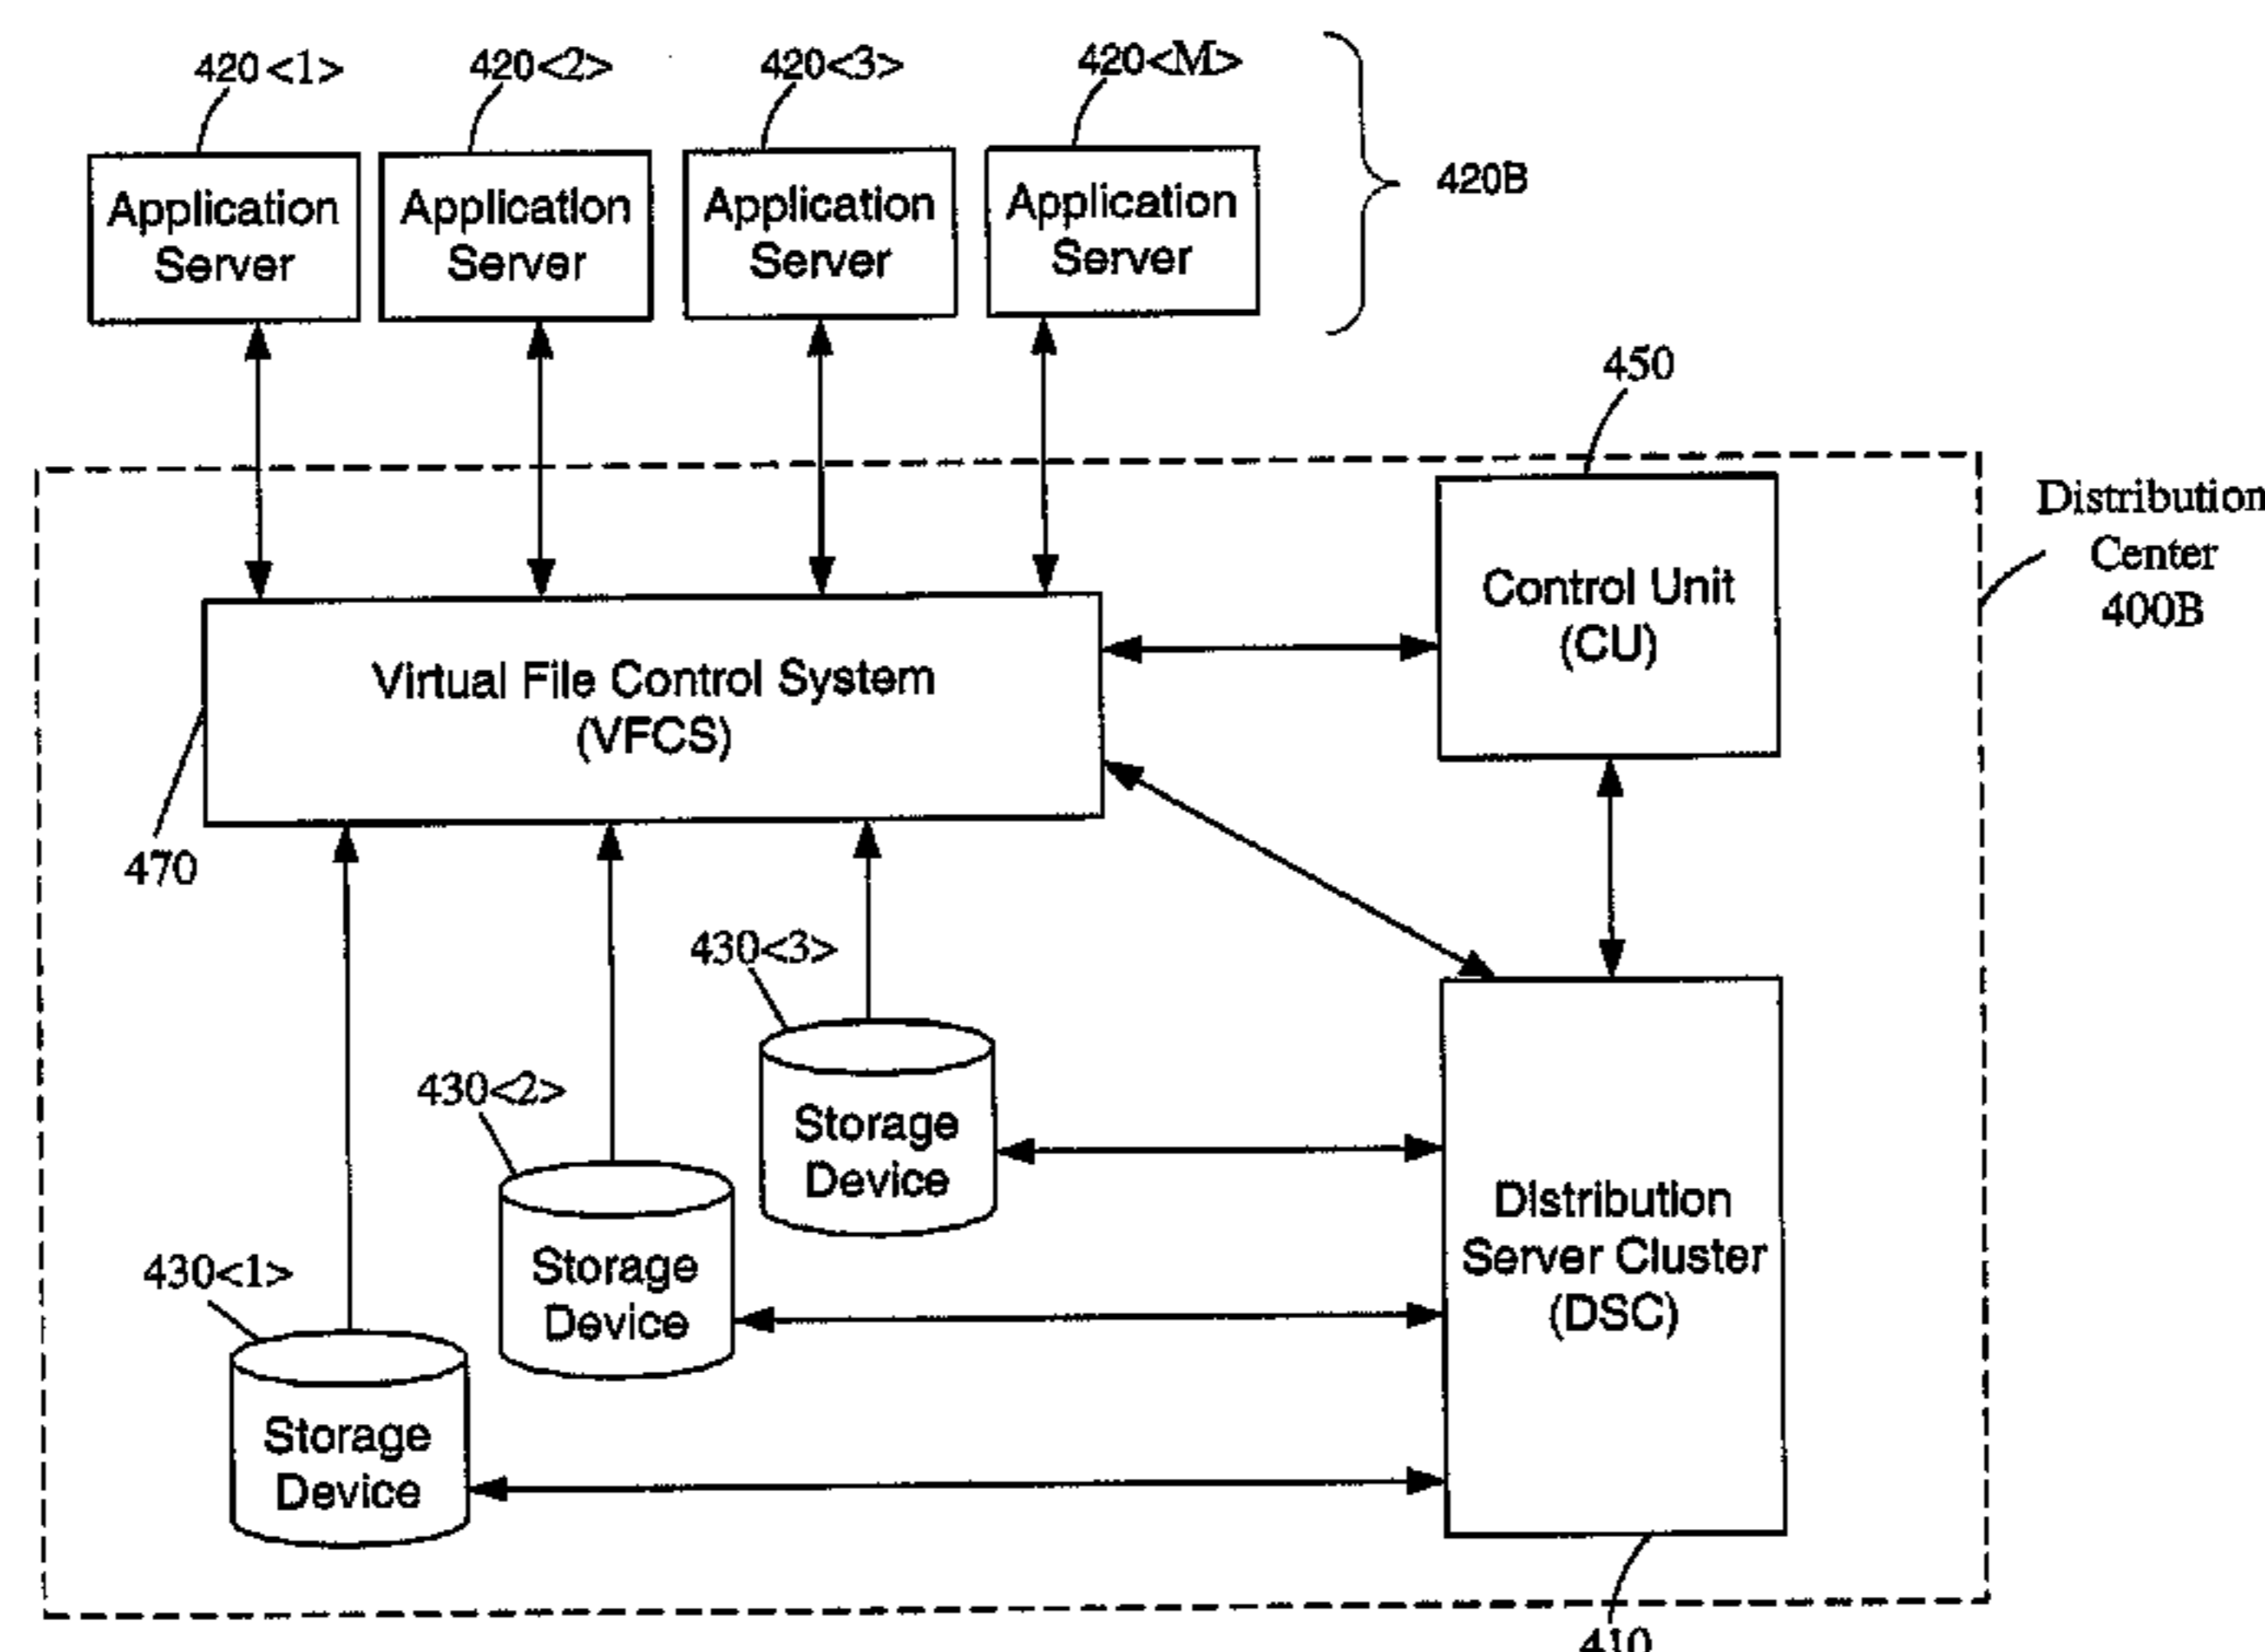 420<1>
420<2>
420<3>
420<M>
Application
Server
Application
Server
Application
Server
Application
Server
420B
450
Control Unit
(CU)
Distribution
Center
400B
Virtual File Control System
(VFCS)
470
430<3>
Storage
Device
430<2>
Storage
Device
430<1>
Storage
Device
Distribution
Server Cluster
(DSC)
410